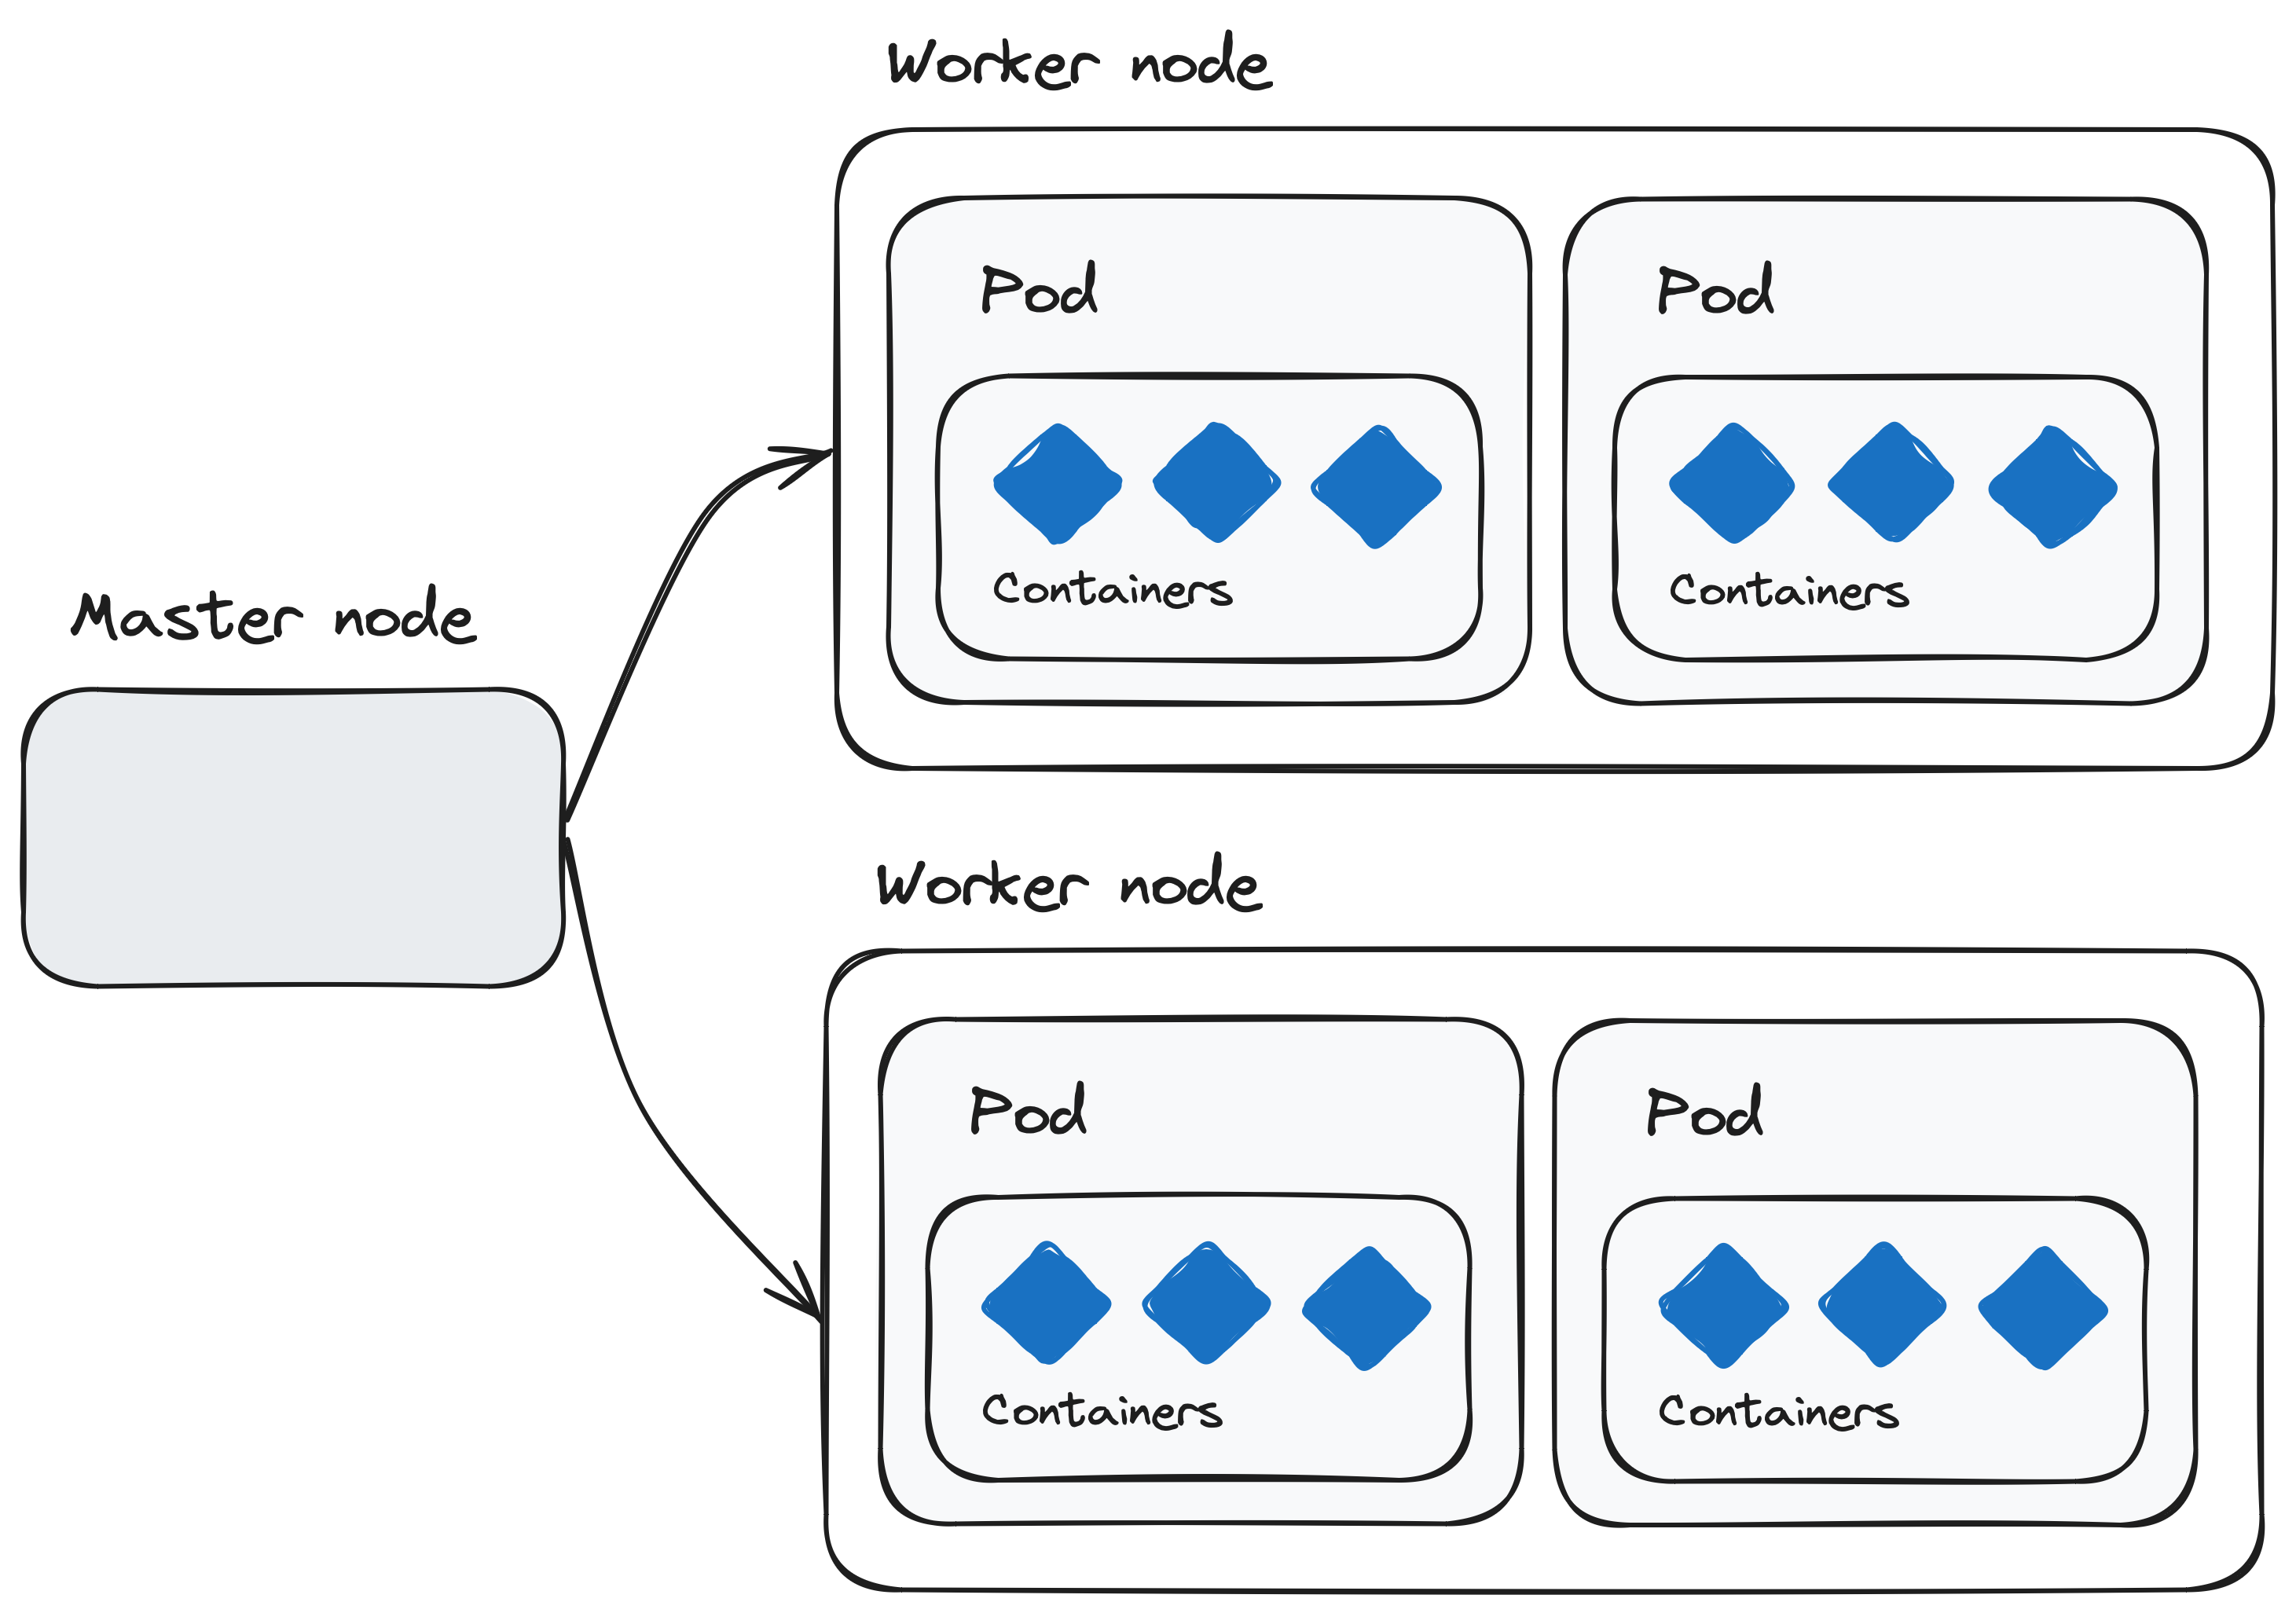 Worker node
Pod
Pod
Containers
Containers
Master node
Worker node
Pod
Pod
Containers
Containers